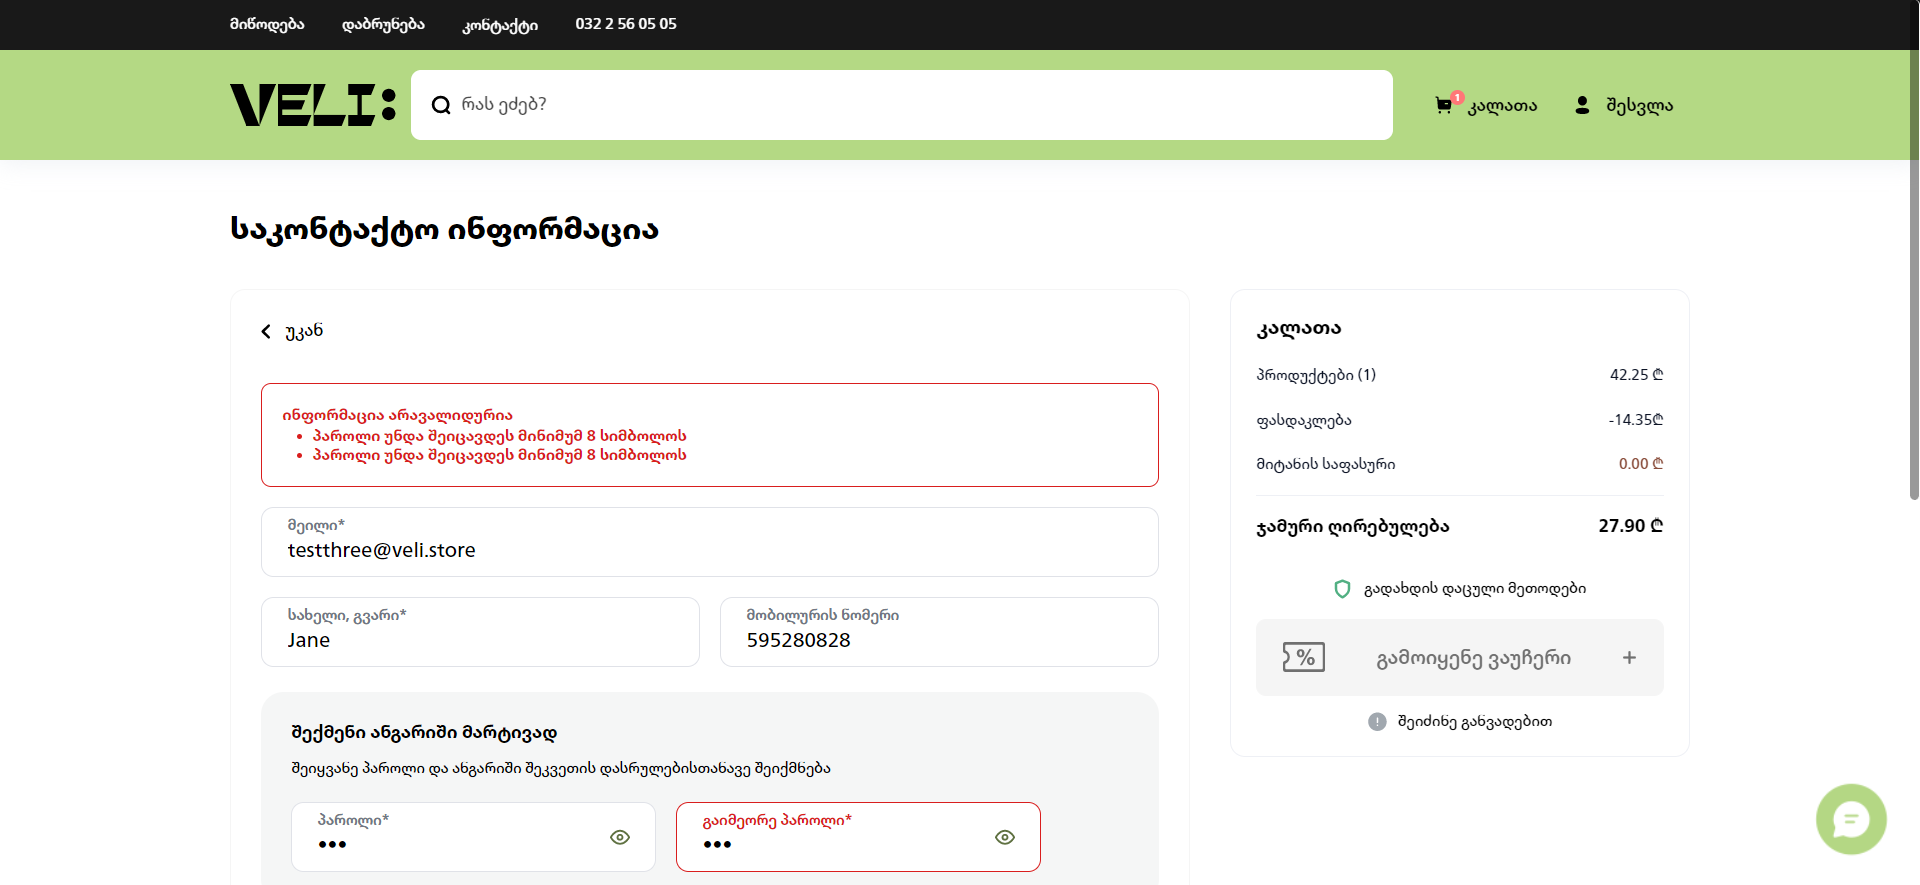 მიწოდება დაბრუნება კონტაქტი 032 2 56 05 05
VELI:
რას ეძებ?
1
კალათა
შესვლა
საკონტაქტო ინფორმაცია
უკან
ინფორმაცია არავალიდურია
• პაროლი უნდა შეიცავდეს მინიმუმ 8 სიმბოლოს
• პაროლი უნდა შეიცავდეს მინიმუმ 8 სიმბოლოს
მეილი*
testthree@veli.store
სახელი, გვარი*
Jane
მობილურის ნომერი
595280828
შექმენი ანგარიში მარტივად
შეიყვანე პაროლი და ანგარიში შეკვეთის დასრულებისთანავე შეიქმნება
პაროლი*
•••
გაიმეორე პაროლი*
•••
კალათა
პროდუქტები (1) 42.25 ₾
ფასდაკლება -14.35₾
მიტანის საფასური 0.00 ₾
ჯამური ღირებულება 27.90 ₾
გადახდის დაცული მეთოდები
% გამოიყენე ვაუჩერი +
! შეიძინე განვადებით